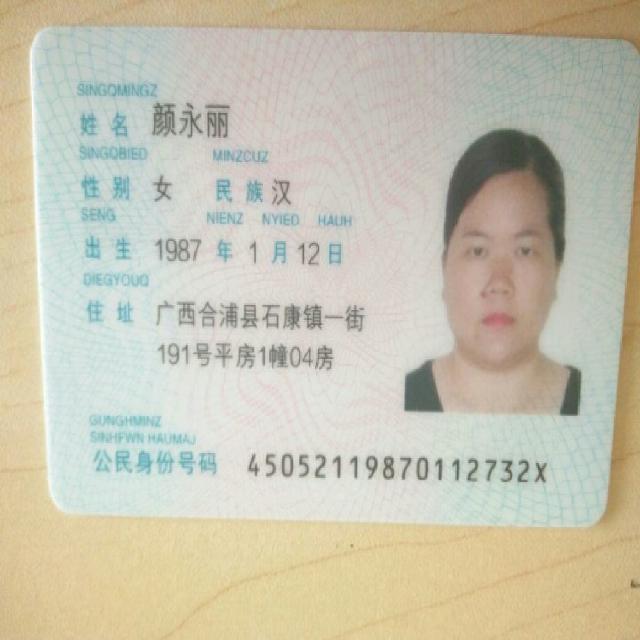 SINGQMINGZ
姓名 颜永丽
SINGQBIED MINZCUZ
性别 女 民族 汉
SENG NIENZ NYIED HAUH
出生 1987 年 1 月 12 日
DIEGYOUQ
住址 广西合浦县石康镇一街
191号平房1幢04房
GUNGHMINZ
SINHFWN HAUMAJ
公民身份号码 45052119870112732X